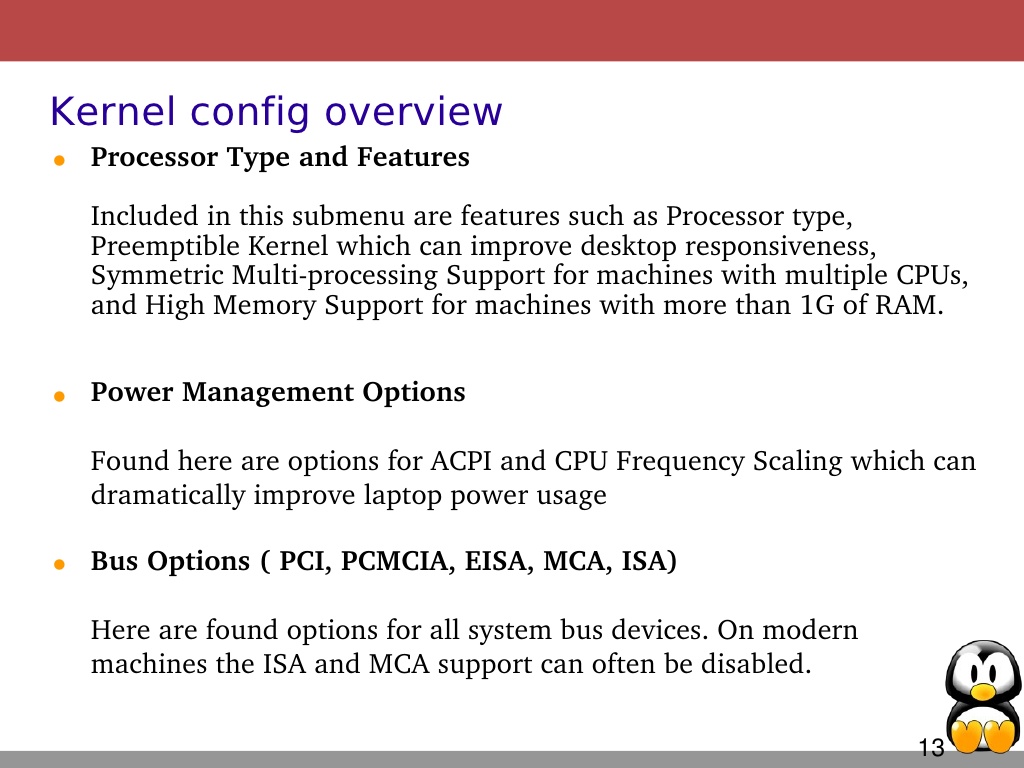 Kernel config overview
• Processor Type and Features
Included in this submenu are features such as Processor type,
Preemptible Kernel which can improve desktop responsiveness,
Symmetric Multi-processing Support for machines with multiple CPUs,
and High Memory Support for machines with more than 1G of RAM.
• Power Management Options
Found here are options for ACPI and CPU Frequency Scaling which can
dramatically improve laptop power usage
• Bus Options ( PCI, PCMCIA, EISA, MCA, ISA)
Here are found options for all system bus devices. On modern
machines the ISA and MCA support can often be disabled.
13